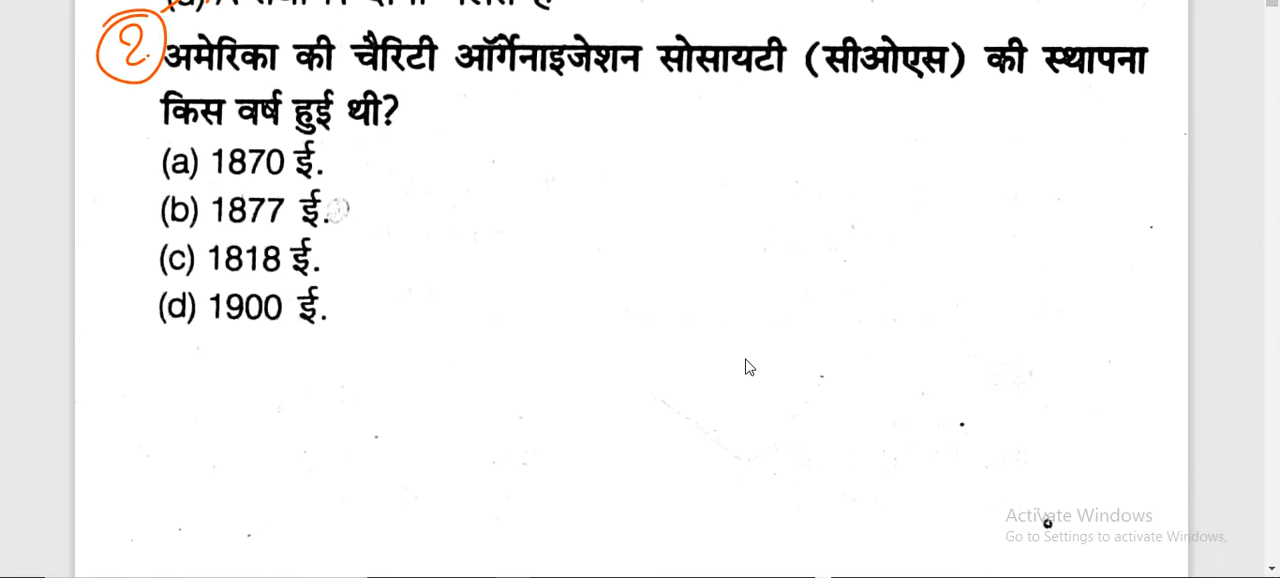 2. अमेरिका की चैरिटी ऑर्गेनाइजेशन सोसायटी (सीओएस) की स्थापना
किस वर्ष हुई थी?
(a) 1870 ई.
(b) 1877 ई.
(c) 1818 ई.
(d) 1900 ई.
Activate Windows
Go to Settings to activate Windows.